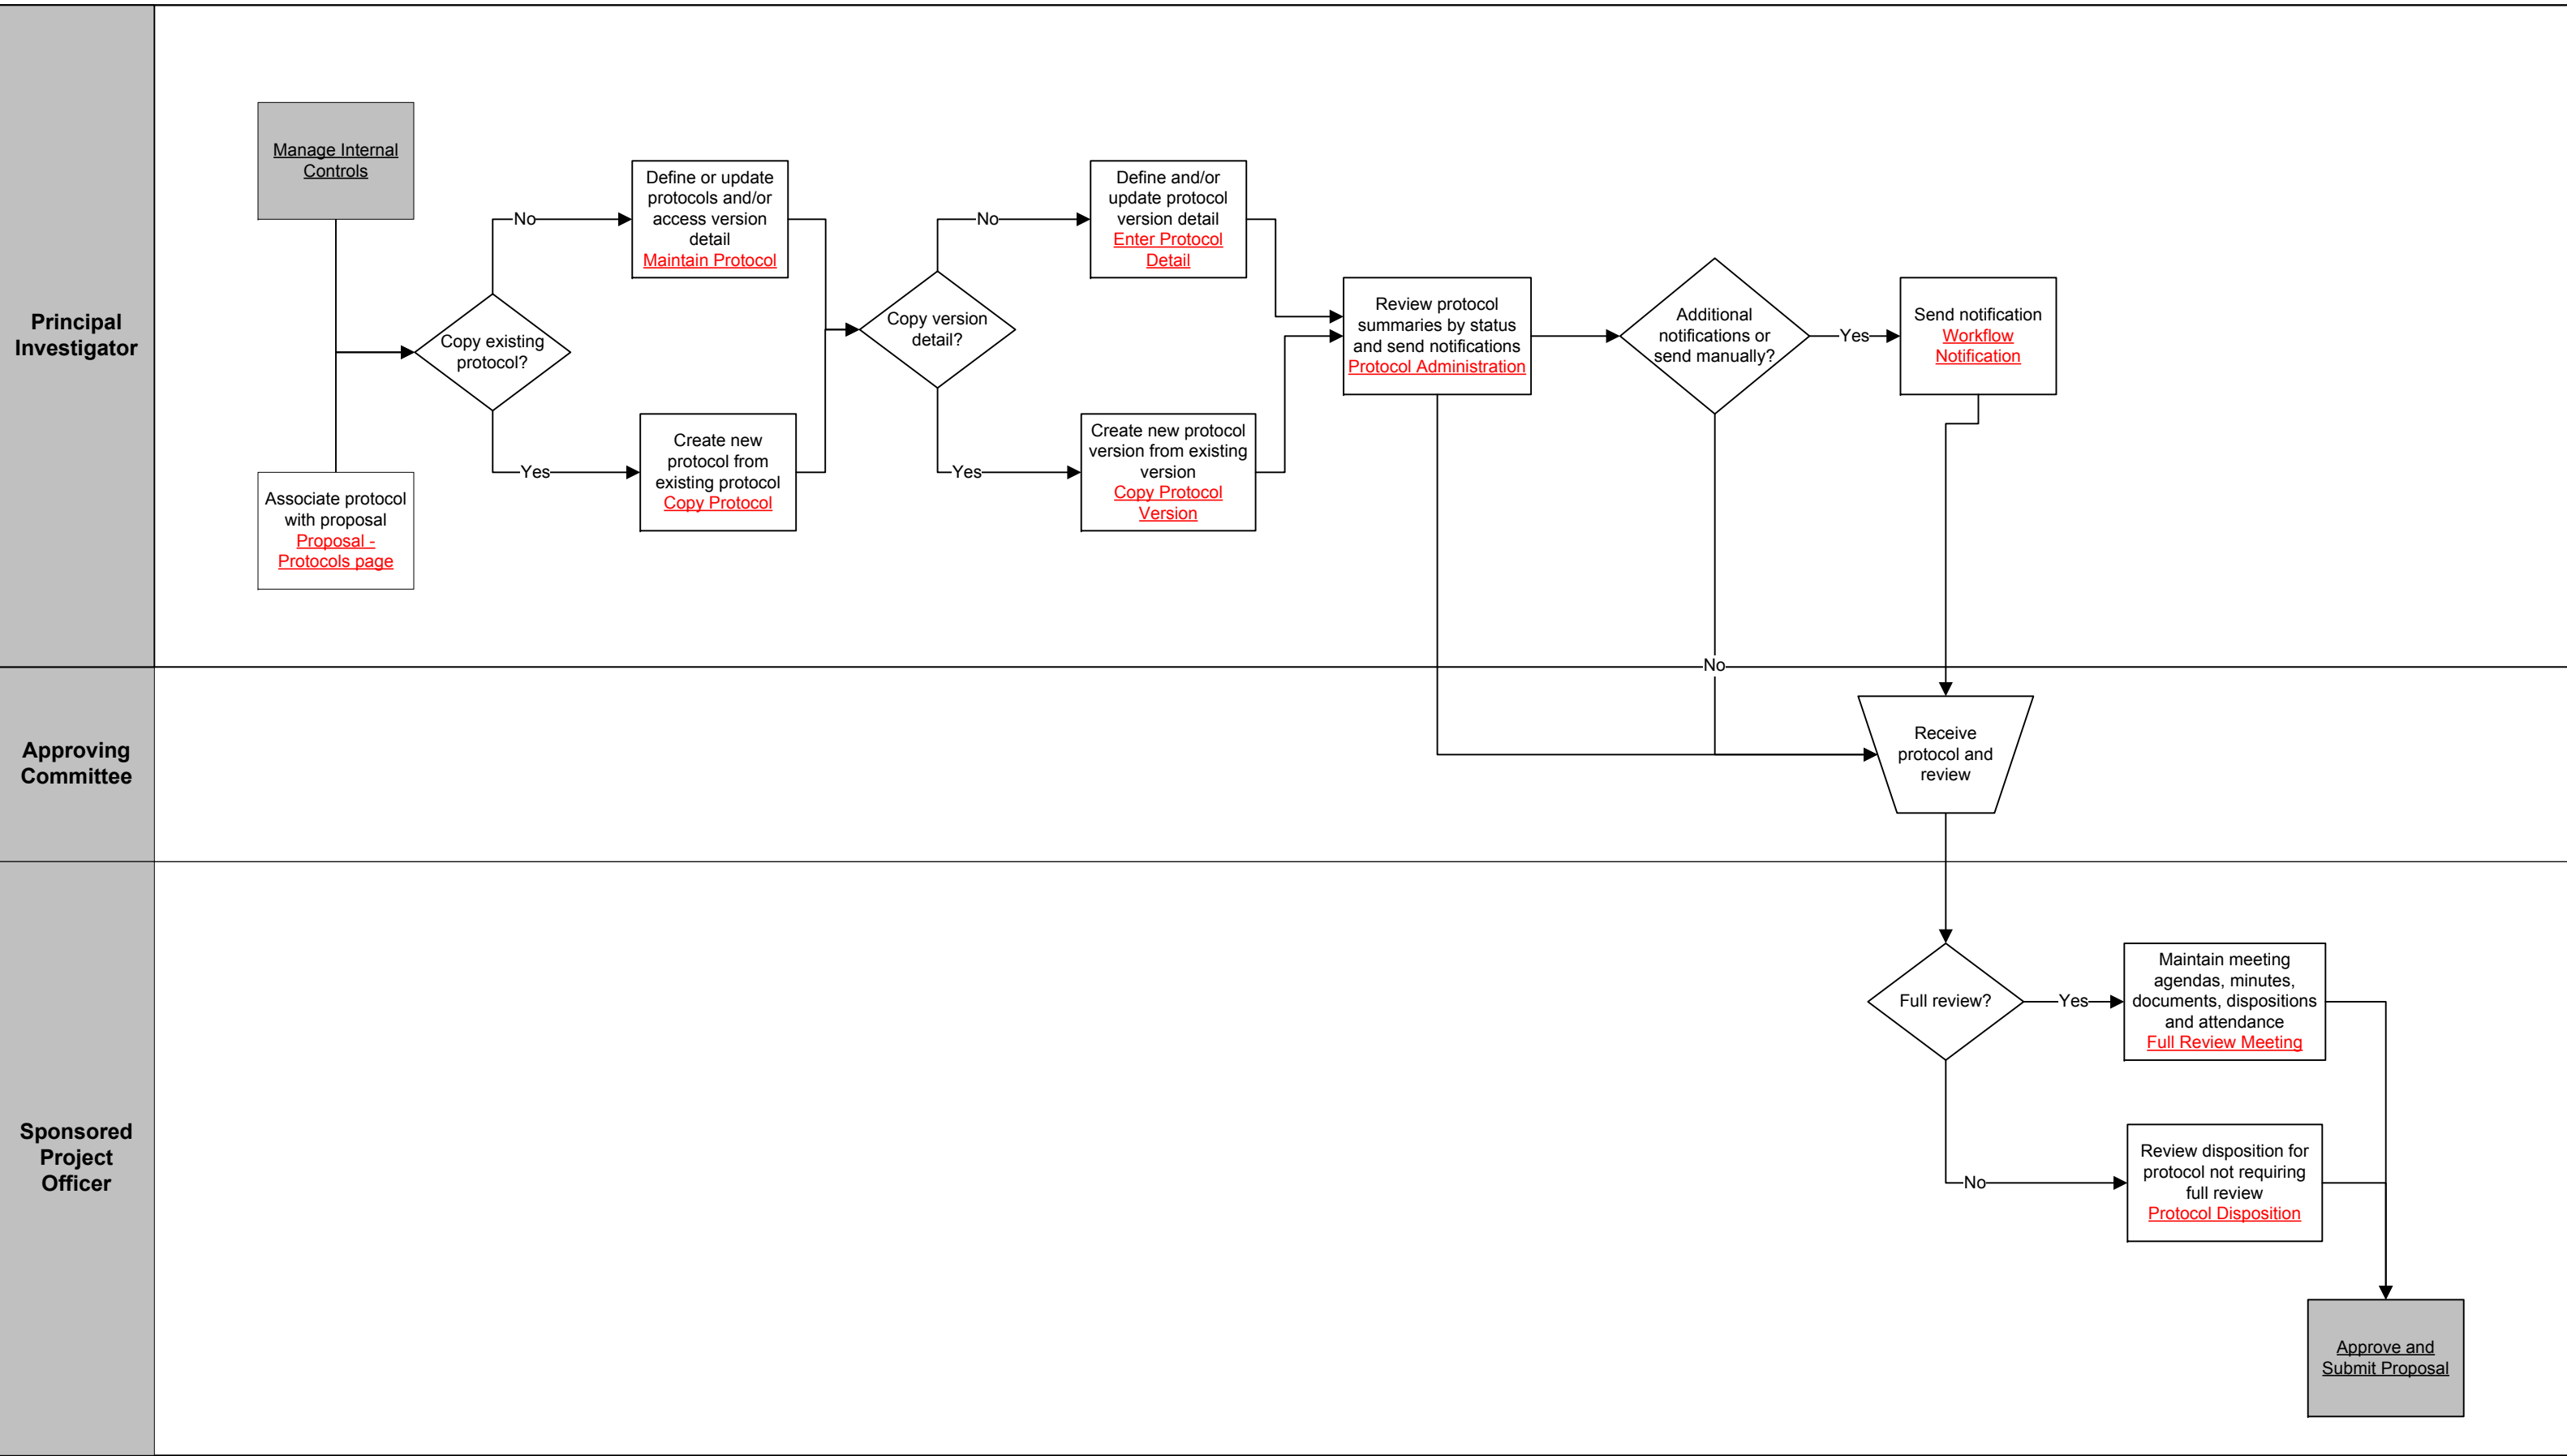 Principal
Investigator
Manage Internal
Controls
Associate protocol
with proposal
Proposal -
Protocols page
Copy existing
protocol?
No
Define or update
protocols and/or
access version
detail
Maintain Protocol
Yes
Create new
protocol from
existing protocol
Copy Protocol
Copy version
detail?
No
Define and/or
update protocol
version detail
Enter Protocol
Detail
Yes
Create new protocol
version from existing
version
Copy Protocol
Version
Review protocol
summaries by status
and send notifications
Protocol Administration
Additional
notifications or
send manually?
Yes
Send notification
Workflow
Notification
No
Approving
Committee
Receive
protocol and
review
Sponsored
Project
Officer
Full review?
Yes
Maintain meeting
agendas, minutes,
documents, dispositions
and attendance
Full Review Meeting
No
Review disposition for
protocol not requiring
full review
Protocol Disposition
Approve and
Submit Proposal